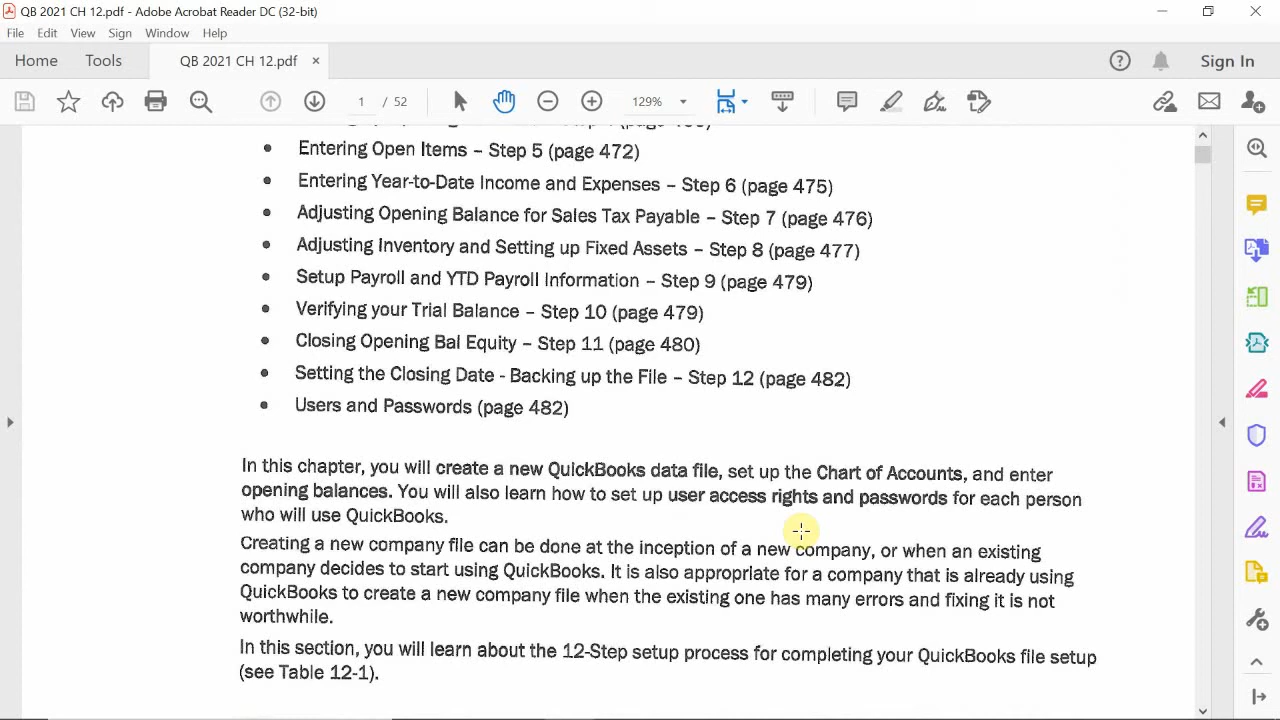 QB 2021 CH 12.pdf - Adobe Acrobat Reader DC (32-bit)
File Edit View Sign Window Help
Home Tools QB 2021 CH 12.pdf × Sign In
1 / 52 129%
• Entering Open Items – Step 5 (page 472)
• Entering Year-to-Date Income and Expenses – Step 6 (page 475)
• Adjusting Opening Balance for Sales Tax Payable – Step 7 (page 476)
• Adjusting Inventory and Setting up Fixed Assets – Step 8 (page 477)
• Setup Payroll and YTD Payroll Information – Step 9 (page 479)
• Verifying your Trial Balance – Step 10 (page 479)
• Closing Opening Bal Equity – Step 11 (page 480)
• Setting the Closing Date - Backing up the File – Step 12 (page 482)
• Users and Passwords (page 482)
In this chapter, you will create a new QuickBooks data file, set up the Chart of Accounts, and enter
opening balances. You will also learn how to set up user access rights and passwords for each person
who will use QuickBooks.
Creating a new company file can be done at the inception of a new company, or when an existing
company decides to start using QuickBooks. It is also appropriate for a company that is already using
QuickBooks to create a new company file when the existing one has many errors and fixing it is not
worthwhile.
In this section, you will learn about the 12-Step setup process for completing your QuickBooks file setup
(see Table 12-1).